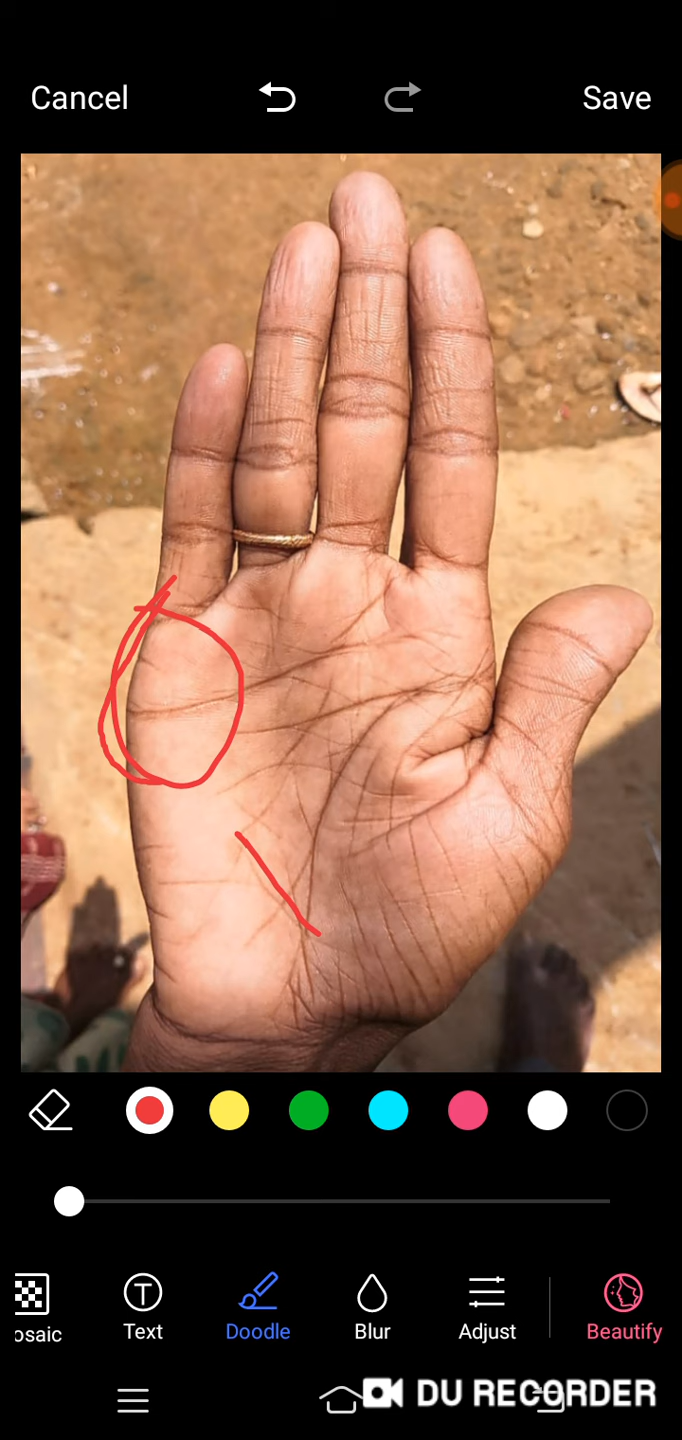 Cancel
Save
osaic
Text
Doodle
Blur
Adjust
Beautify
DU RECORDER